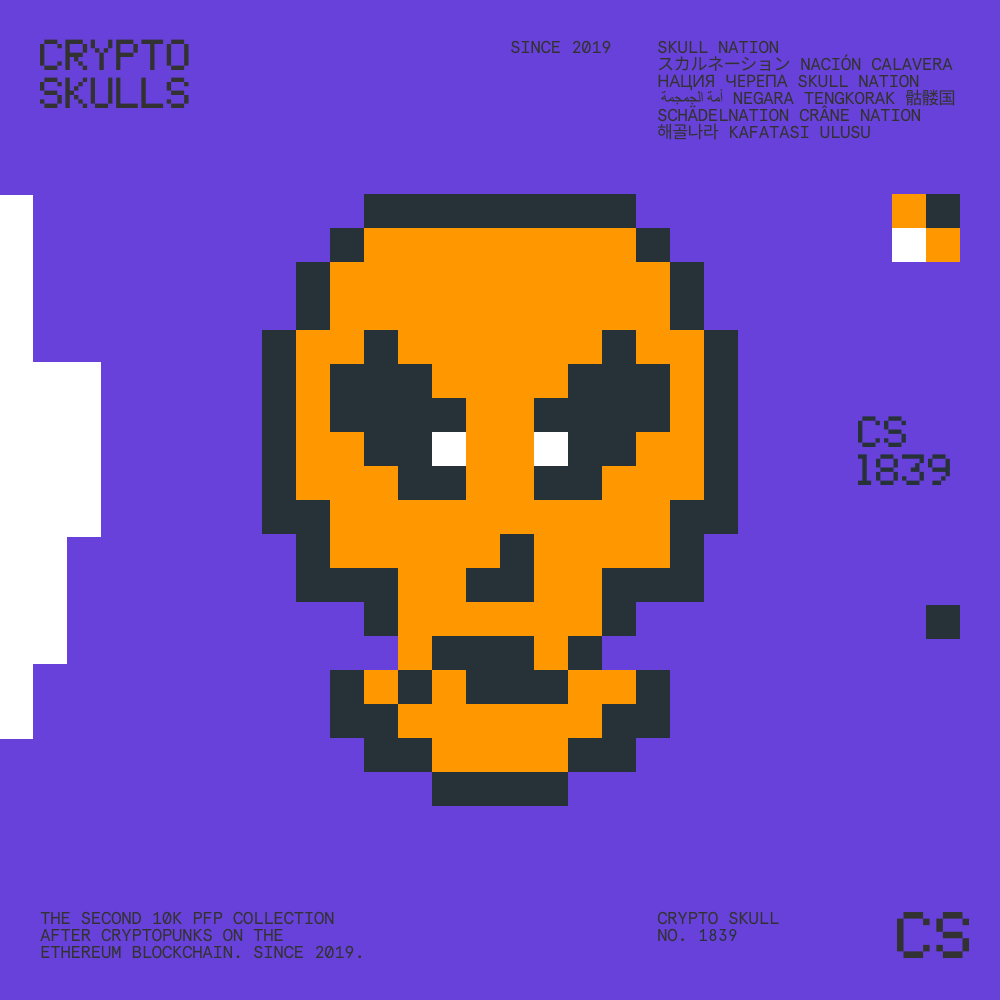 CRYPTO
SKULLS
SINCE 2019
SKULL NATION
スカルネーション NACIÓN CALAVERA
НАЦИЯ ЧЕРЕПА SKULL NATION
أمة الجمجمة NEGARA TENGKORAK 骷髅国
SCHÄDELNATION CRÂNE NATION
해골나라 KAFATASI ULUSU
CS
1839
THE SECOND 10K PFP COLLECTION
AFTER CRYPTOPUNKS ON THE
ETHEREUM BLOCKCHAIN. SINCE 2019.
CRYPTO SKULL
NO. 1839
CS